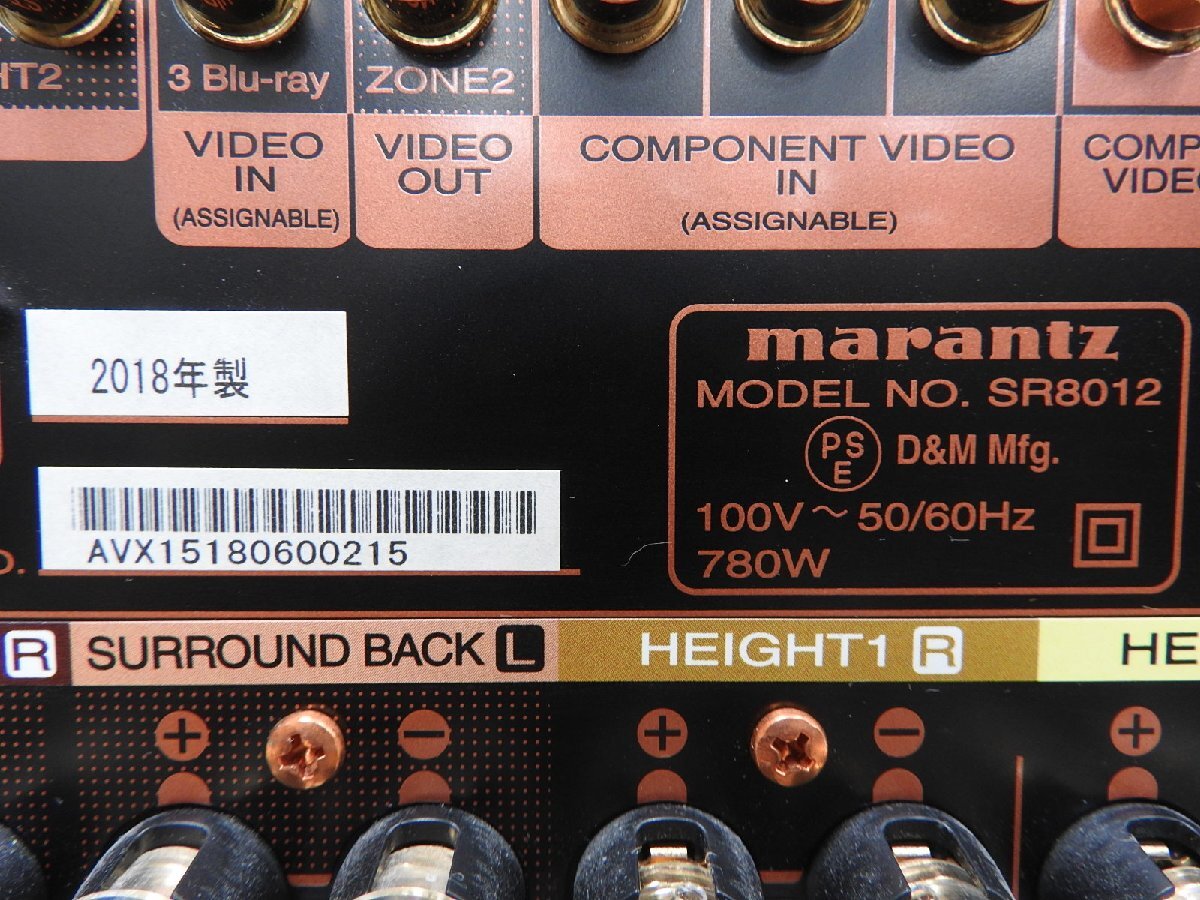 HT2
3 Blu-ray
ZONE2
VIDEO
IN
(ASSIGNABLE)
VIDEO
OUT
COMPONENT VIDEO
IN
(ASSIGNABLE)
COMP
VIDEO
2018年製
AVX15180600215
marantz
MODEL NO. SR8012
PS
E
D&M Mfg.
100V～50/60Hz
780W
R
SURROUND BACK L
HEIGHT1 R
HE